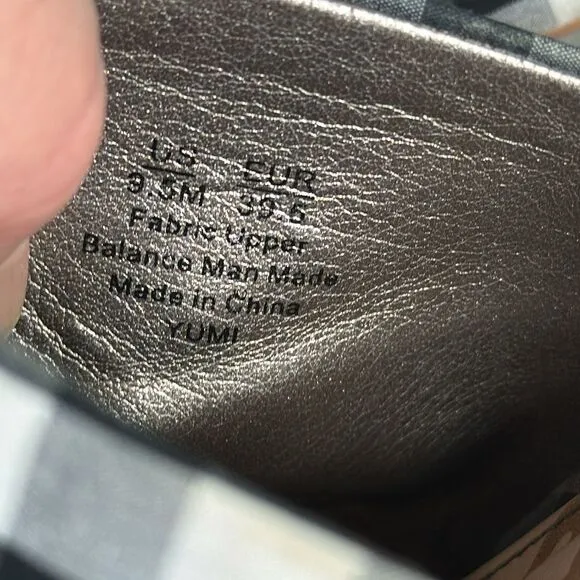 US EUR
9.5M 39.5
Fabric Upper
Balance Man Made
Made in China
YUMI